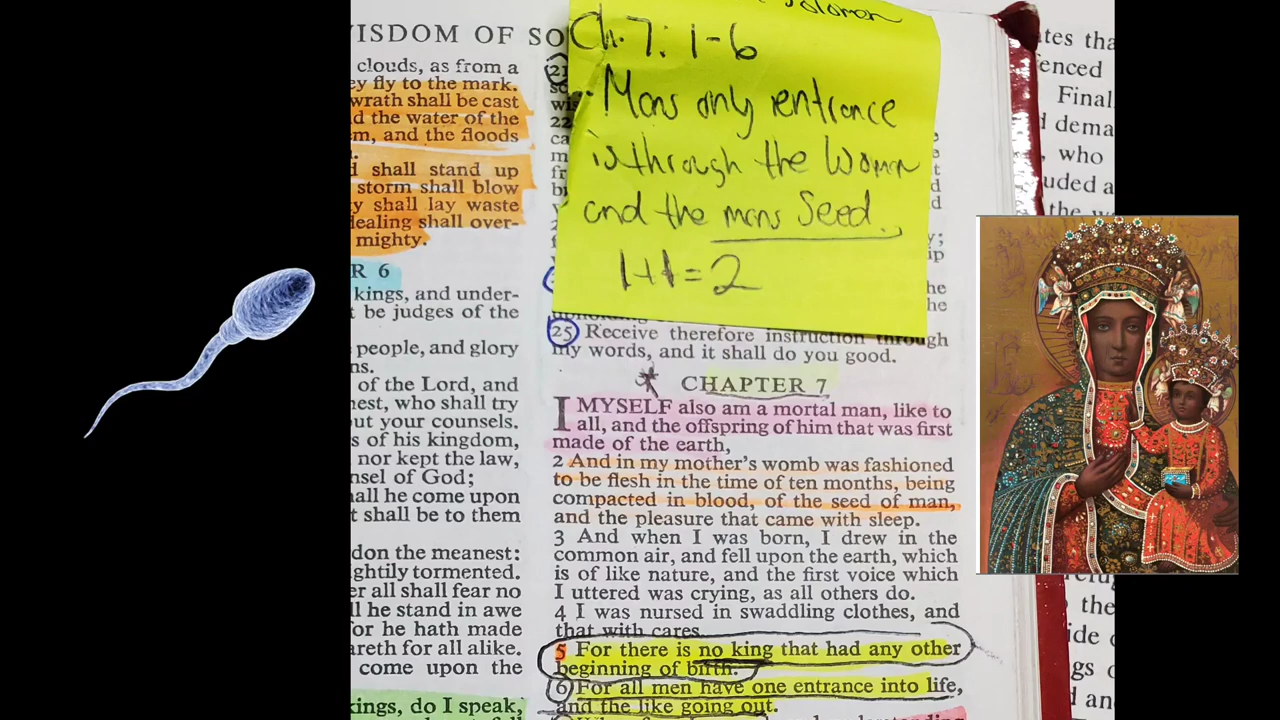 WISDOM OF SO
clouds, as from a
ey fly to the mark.
wrath shall be cast
d the water of the
em, and the floods
d shall stand up
storm shall blow
y shall lay waste
dealing shall over-
mighty.
R 6
kings, and under-
t be judges of the
people, and glory
ns.
of the Lord, and
hest, who shall try
out your counsels.
s of his kingdom,
nor kept the law,
nsel of God;
hall he come upon
t shall be to them
don the meanest:
ghtily tormented.
er all shall fear no
ll he stand in awe
for he hath made
areth for all alike.
come upon the
kings, do I speak,
Solomon
Ch. 7: 1-6
Mans only entrance
is through the Woman
and the mans Seed.
1+1=2
25 Receive therefore instruction through
my words, and it shall do you good.
CHAPTER 7
I MYSELF also am a mortal man, like to
all, and the offspring of him that was first
made of the earth,
2 And in my mother's womb was fashioned
to be flesh in the time of ten months, being
compacted in blood, of the seed of man,
and the pleasure that came with sleep.
3 And when I was born, I drew in the
common air, and fell upon the earth, which
is of like nature, and the first voice which
I uttered was crying, as all others do.
4 I was nursed in swaddling clothes, and
that with cares.
5 For there is no king that had any other
beginning of birth.
6 For all men have one entrance into life,
and the like going out.
ates tha
fenced
Final
d dema
, who
uded a
the
ide